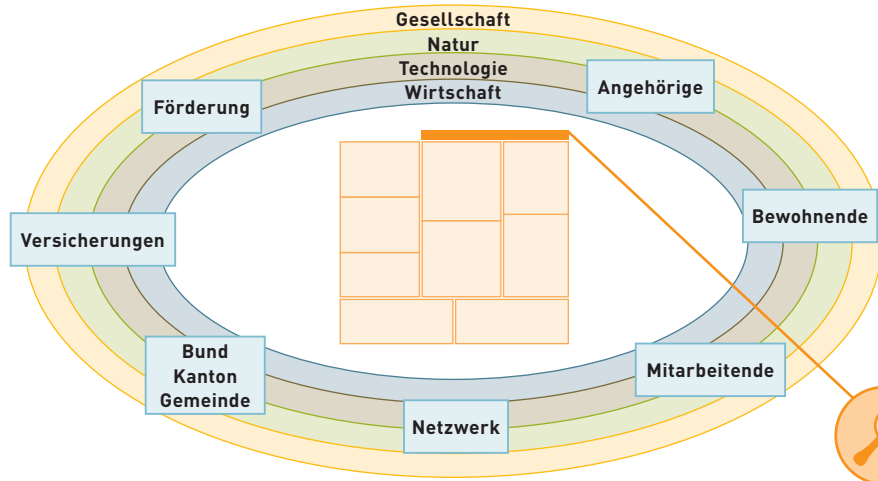 Gesellschaft
Natur
Technologie
Wirtschaft
Förderung
Angehörige
Versicherungen
Bewohnende
Bund
Kanton
Gemeinde
Mitarbeitende
Netzwerk